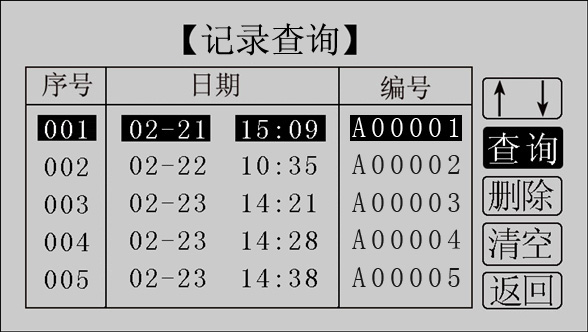 【记录查询】
序号 日期 编号
001 02-21 15:09 A00001
002 02-22 10:35 A00002
003 02-23 14:21 A00003
004 02-23 14:28 A00004
005 02-23 14:38 A00005
↑ ↓
查询
删除
清空
返回